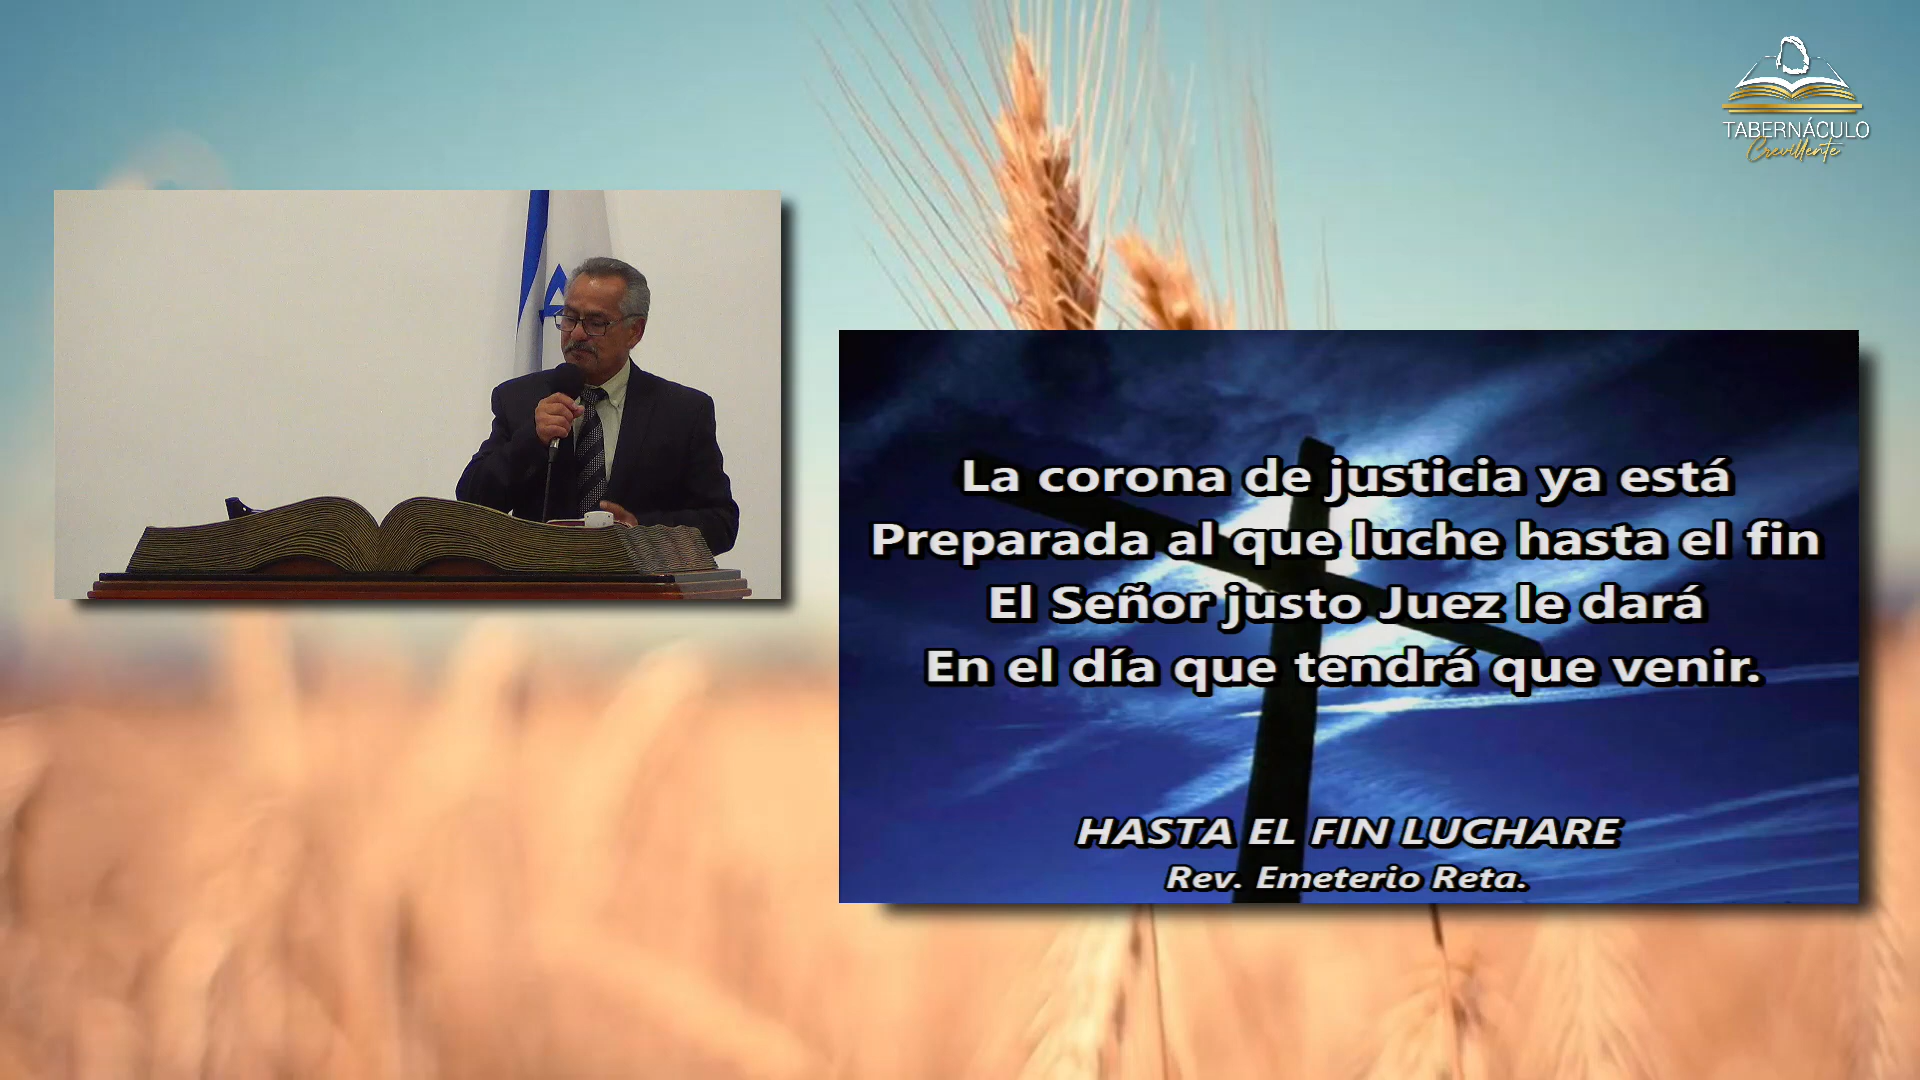 TABERNÁCULO
Crevillente
La corona de justicia ya está
Preparada al que luche hasta el fin
El Señor justo Juez le dará
En el día que tendrá que venir.
HASTA EL FIN LUCHARE
Rev. Emeterio Reta.